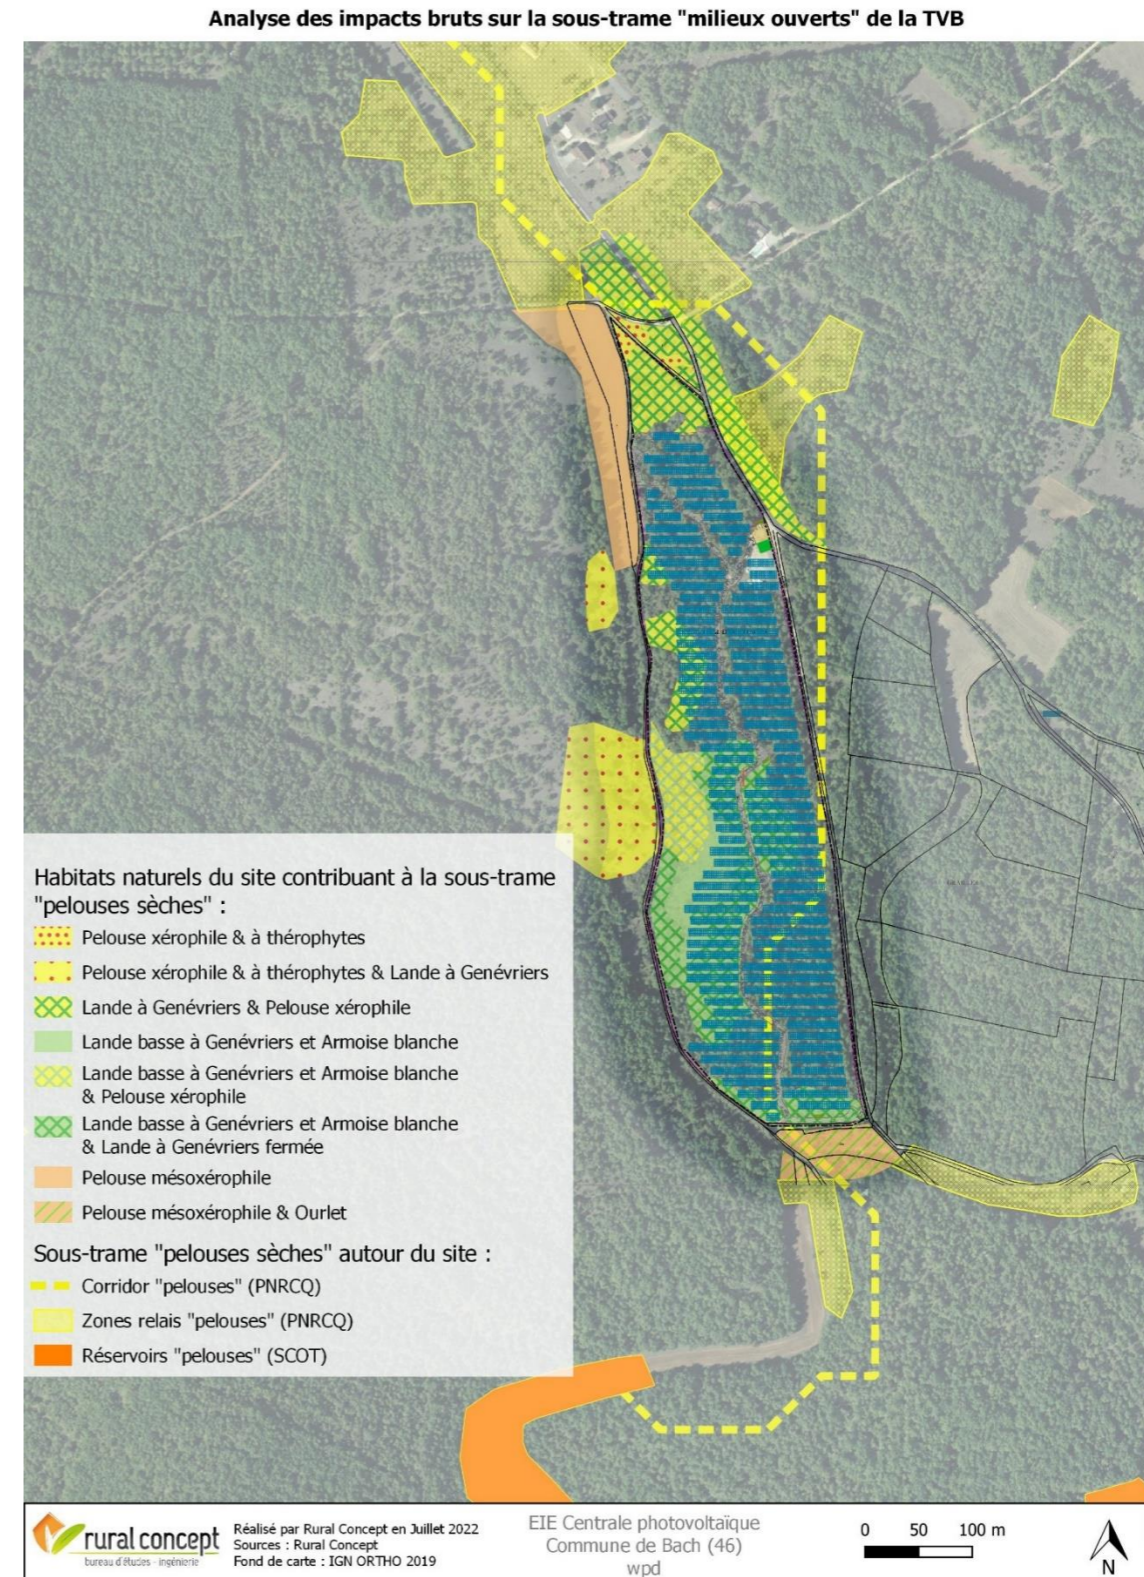 Analyse des impacts bruts sur la sous-trame "milieux ouverts" de la TVB
Habitats naturels du site contribuant à la sous-trame
"pelouses sèches" :
Pelouse xérophile & à thérophytes
Pelouse xérophile & à thérophytes & Lande à Genévriers
Lande à Genévriers & Pelouse xérophile
Lande basse à Genévriers et Armoise blanche
Lande basse à Genévriers et Armoise blanche
& Pelouse xérophile
Lande basse à Genévriers et Armoise blanche
& Lande à Genévriers fermée
Pelouse mésoxérophile
Pelouse mésoxérophile & Ourlet
Sous-trame "pelouses sèches" autour du site :
Corridor "pelouses" (PNRCQ)
Zones relais "pelouses" (PNRCQ)
Réservoirs "pelouses" (SCOT)
rural concept
bureau d'études - ingénierie
Réalisé par Rural Concept en Juillet 2022
Sources : Rural Concept
Fond de carte : IGN ORTHO 2019
EIE Centrale photovoltaïque
Commune de Bach (46)
wpd
0 50 100 m
N